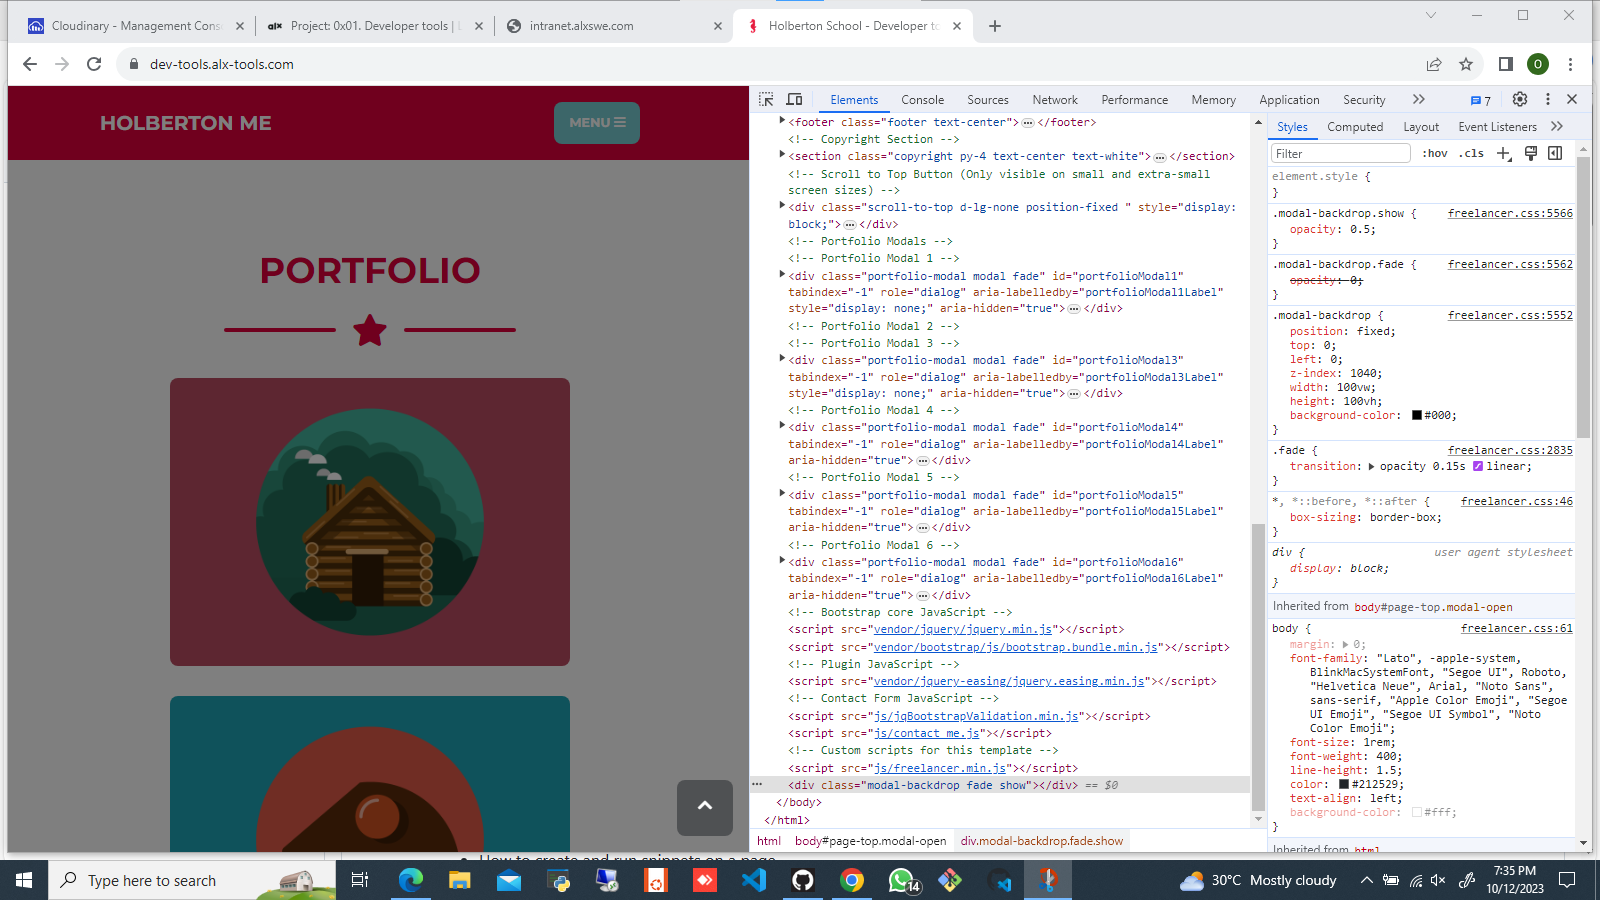 Cloudinary - Management Cons
Project: 0x01. Developer tools |
intranet.alxswe.com
Holberton School - Developer to
dev-tools.alx-tools.com
O
HOLBERTON ME
MENU
PORTFOLIO
Elements
Console
Sources
Network
Performance
Memory
Application
Security
7
<footer class="footer text-center"> </footer>
<!-- Copyright Section -->
<section class="copyright py-4 text-center text-white"> </section>
<!-- Scroll to Top Button (Only visible on small and extra-small
screen sizes) -->
<div class="scroll-to-top d-lg-none position-fixed " style="display:
block;"> </div>
<!-- Portfolio Modals -->
<!-- Portfolio Modal 1 -->
<div class="portfolio-modal modal fade" id="portfolioModal1"
tabindex="-1" role="dialog" aria-labelledby="portfolioModal1Label"
style="display: none;" aria-hidden="true"> </div>
<!-- Portfolio Modal 2 -->
<!-- Portfolio Modal 3 -->
<div class="portfolio-modal modal fade" id="portfolioModal3"
tabindex="-1" role="dialog" aria-labelledby="portfolioModal3Label"
style="display: none;" aria-hidden="true"> </div>
<!-- Portfolio Modal 4 -->
<div class="portfolio-modal modal fade" id="portfolioModal4"
tabindex="-1" role="dialog" aria-labelledby="portfolioModal4Label"
aria-hidden="true"> </div>
<!-- Portfolio Modal 5 -->
<div class="portfolio-modal modal fade" id="portfolioModal5"
tabindex="-1" role="dialog" aria-labelledby="portfolioModal5Label"
aria-hidden="true"> </div>
<!-- Portfolio Modal 6 -->
<div class="portfolio-modal modal fade" id="portfolioModal6"
tabindex="-1" role="dialog" aria-labelledby="portfolioModal6Label"
aria-hidden="true"> </div>
<!-- Bootstrap core JavaScript -->
<script src="vendor/jquery/jquery.min.js"></script>
<script src="vendor/bootstrap/js/bootstrap.bundle.min.js"></script>
<!-- Plugin JavaScript -->
<script src="vendor/jquery-easing/jquery.easing.min.js"></script>
<!-- Contact Form JavaScript -->
<script src="js/jqBootstrapValidation.min.js"></script>
<script src="js/contact_me.js"></script>
<!-- Custom scripts for this template -->
<script src="js/freelancer.min.js"></script>
<div class="modal-backdrop fade show"></div> == $0
</body>
</html>
html body#page-top.modal-open div.modal-backdrop.fade.show
Styles
Computed
Layout
Event Listeners
Filter
:hov .cls
element.style {
}
.modal-backdrop.show { freelancer.css:5566
opacity: 0.5;
}
.modal-backdrop.fade { freelancer.css:5562
opacity: 0;
}
.modal-backdrop { freelancer.css:5552
position: fixed;
top: 0;
left: 0;
z-index: 1040;
width: 100vw;
height: 100vh;
background-color: #000;
}
.fade { freelancer.css:2835
transition: opacity 0.15s linear;
}
*, *::before, *::after { freelancer.css:46
box-sizing: border-box;
}
div { user agent stylesheet
display: block;
}
Inherited from body#page-top.modal-open
body { freelancer.css:61
margin: 0;
font-family: "Lato", -apple-system,
BlinkMacSystemFont, "Segoe UI", Roboto,
"Helvetica Neue", Arial, "Noto Sans",
sans-serif, "Apple Color Emoji", "Segoe
UI Emoji", "Segoe UI Symbol", "Noto
Color Emoji";
font-size: 1rem;
font-weight: 400;
line-height: 1.5;
color: #212529;
text-align: left;
background-color: #fff;
}
Inherited from html
How to create and run snippets on a page
Type here to search
14
30°C Mostly cloudy
7:35 PM
10/12/2023